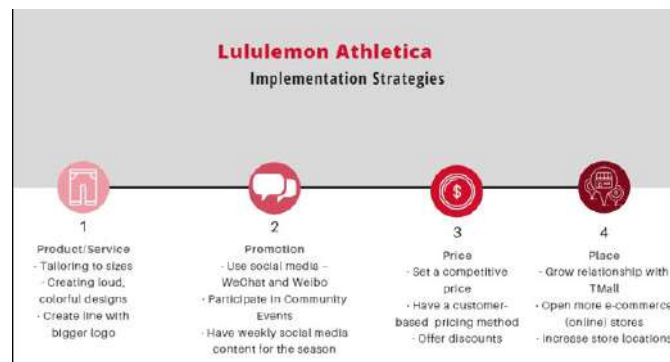 Lululemon Athletica
Implementation Strategies
1
Product/Service
- Tailoring to sizes
- Creating loud,
colorful designs
- Create line with
bigger logo
2
Promotion
- Use social media –
WeChat and Weibo
- Participate in Community
Events
- Have weekly social media
content for the season
$
3
Price
- Set a competitive
price
- Have a customer-
based pricing method
- Offer discounts
4
Place
- Grow relationship with
TMall
- Open more e-commerce
(online) stores
- Increase store locations